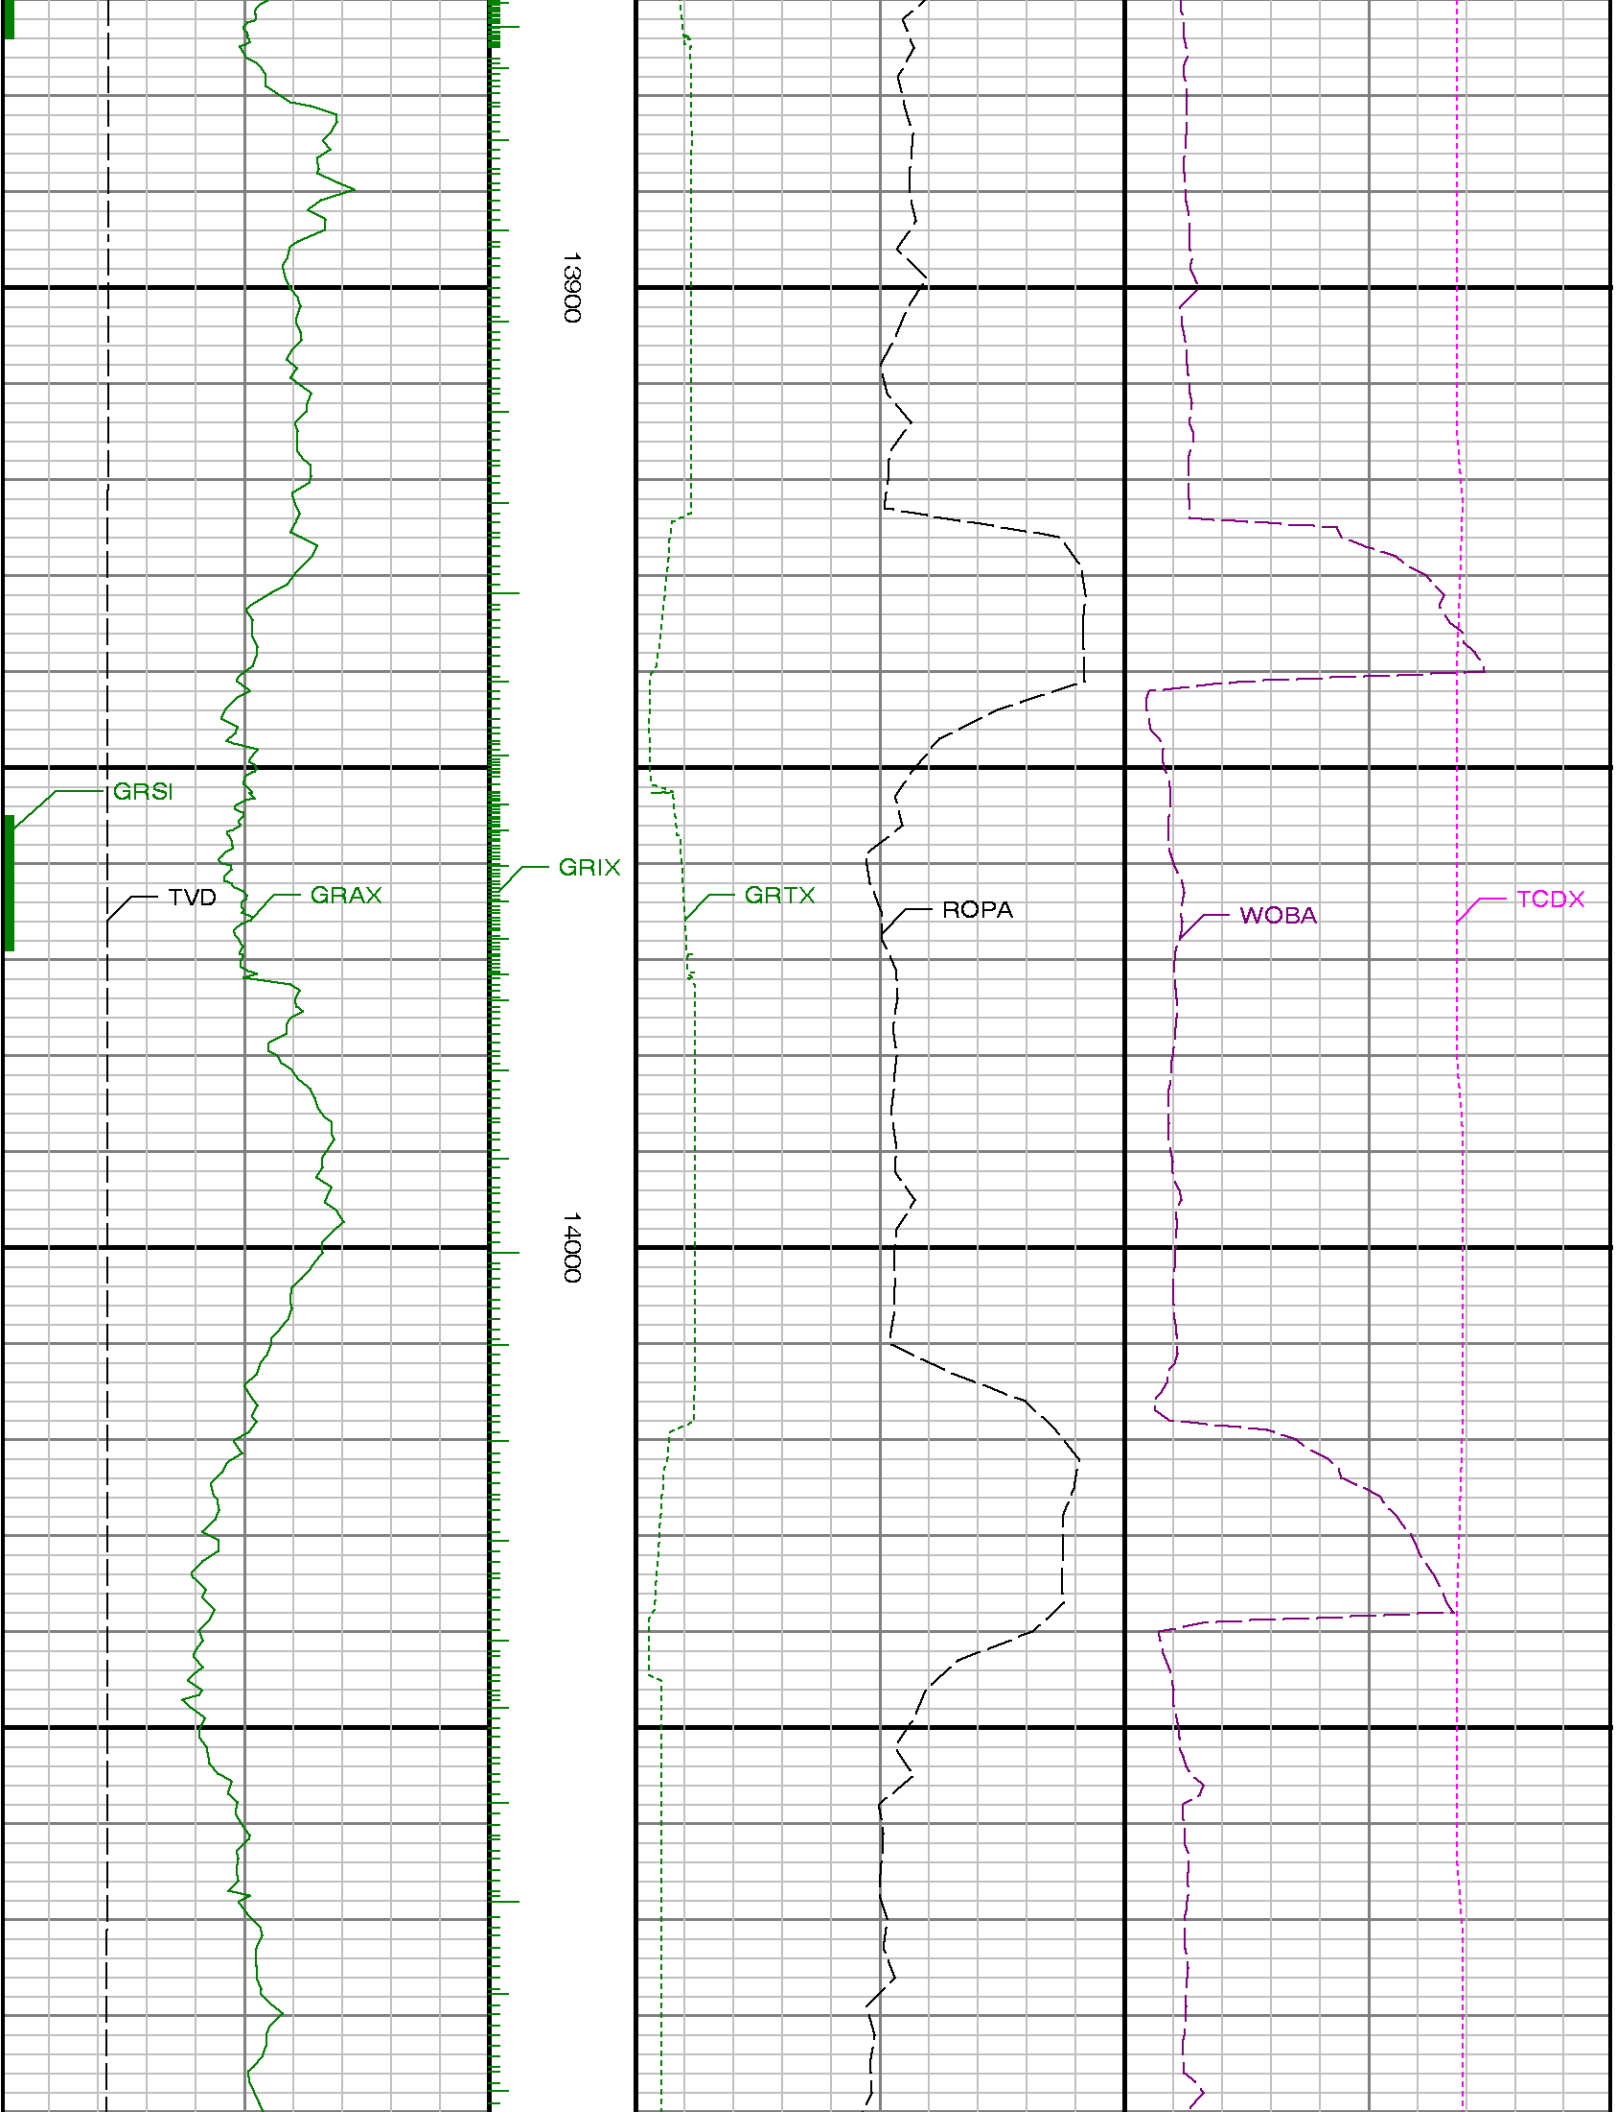 13900
GRSI
GRIX
TVD
GRAX
GRTX
ROPA
WOBA
TCDX
14000